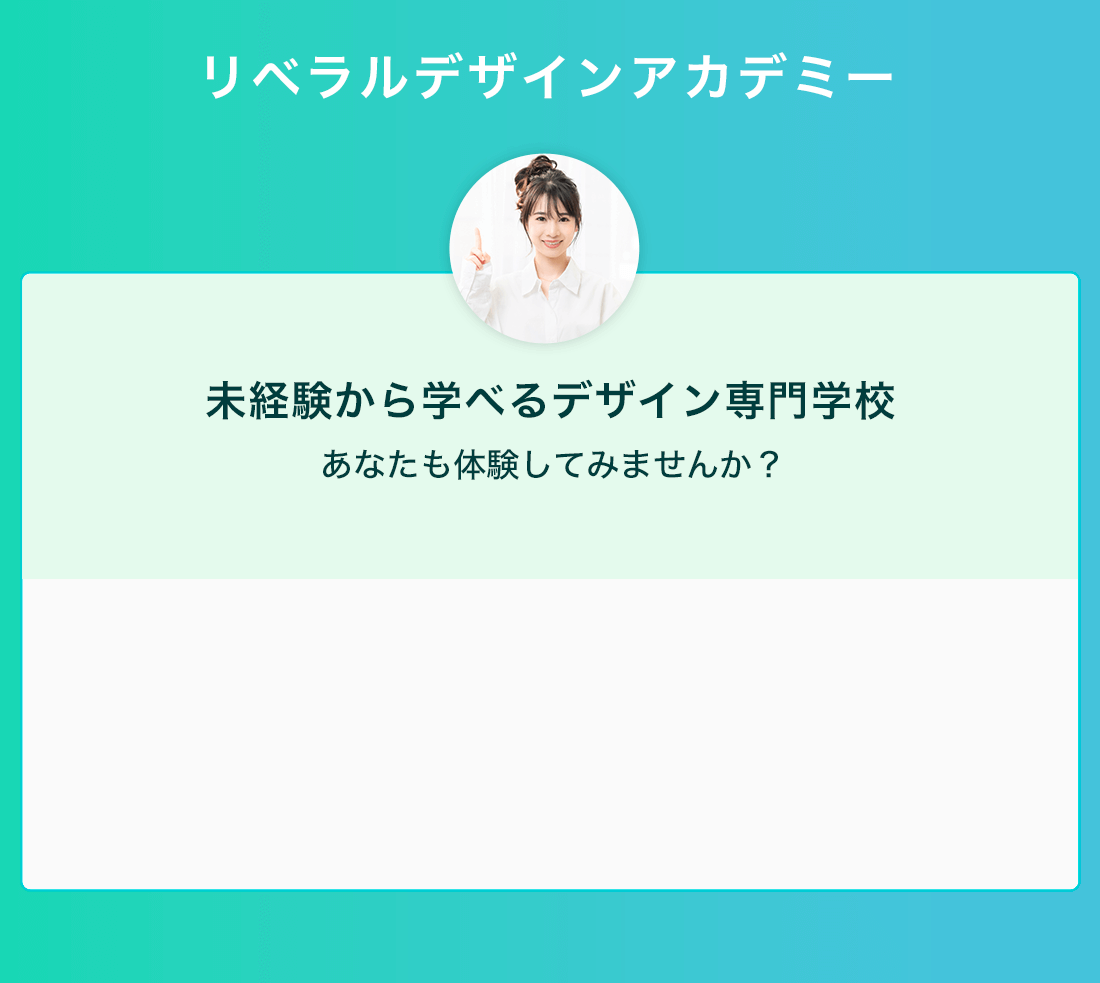 リベラルデザインアカデミー
未経験から学べるデザイン専門学校
あなたも体験してみませんか？